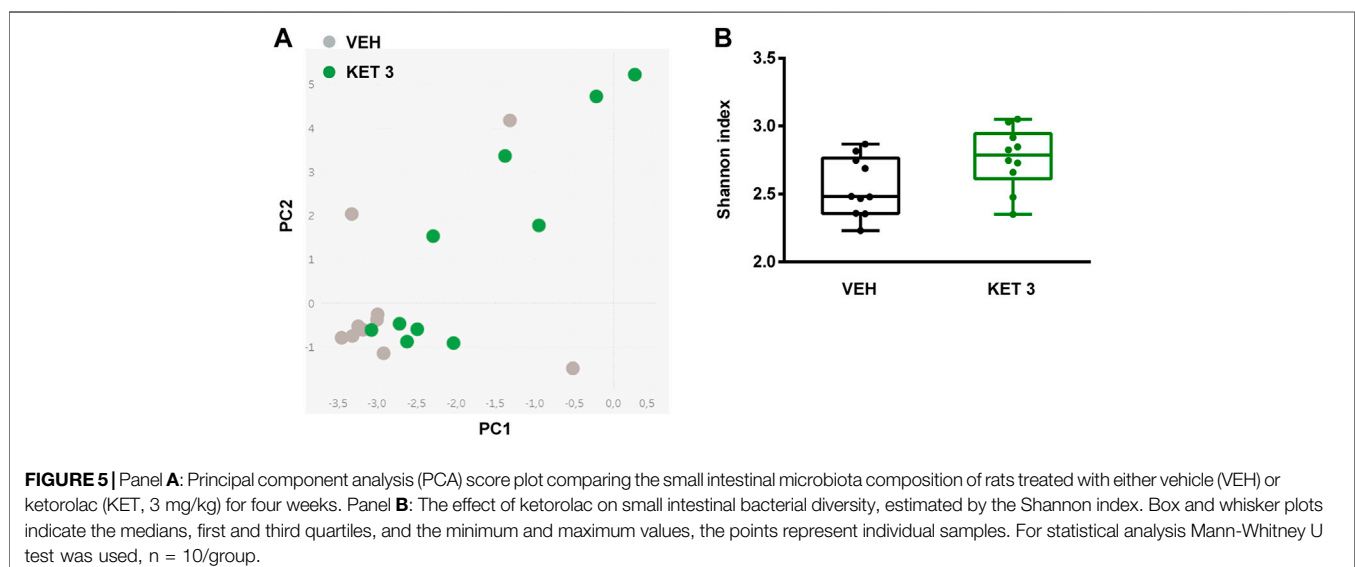 A
VEH
KET 3
5
4
3
2
1
0
-1
PC2
-3,5 -3,0 -2,5 -2,0 -1,5 -1,0 -0,5 0,0 0,5
PC1
B
3.5
3.0
2.5
2.0
Shannon index
VEH KET 3
FIGURE 5 | Panel A: Principal component analysis (PCA) score plot comparing the small intestinal microbiota composition of rats treated with either vehicle (VEH) or
ketorolac (KET, 3 mg/kg) for four weeks. Panel B: The effect of ketorolac on small intestinal bacterial diversity, estimated by the Shannon index. Box and whisker plots
indicate the medians, first and third quartiles, and the minimum and maximum values, the points represent individual samples. For statistical analysis Mann-Whitney U
test was used, n = 10/group.